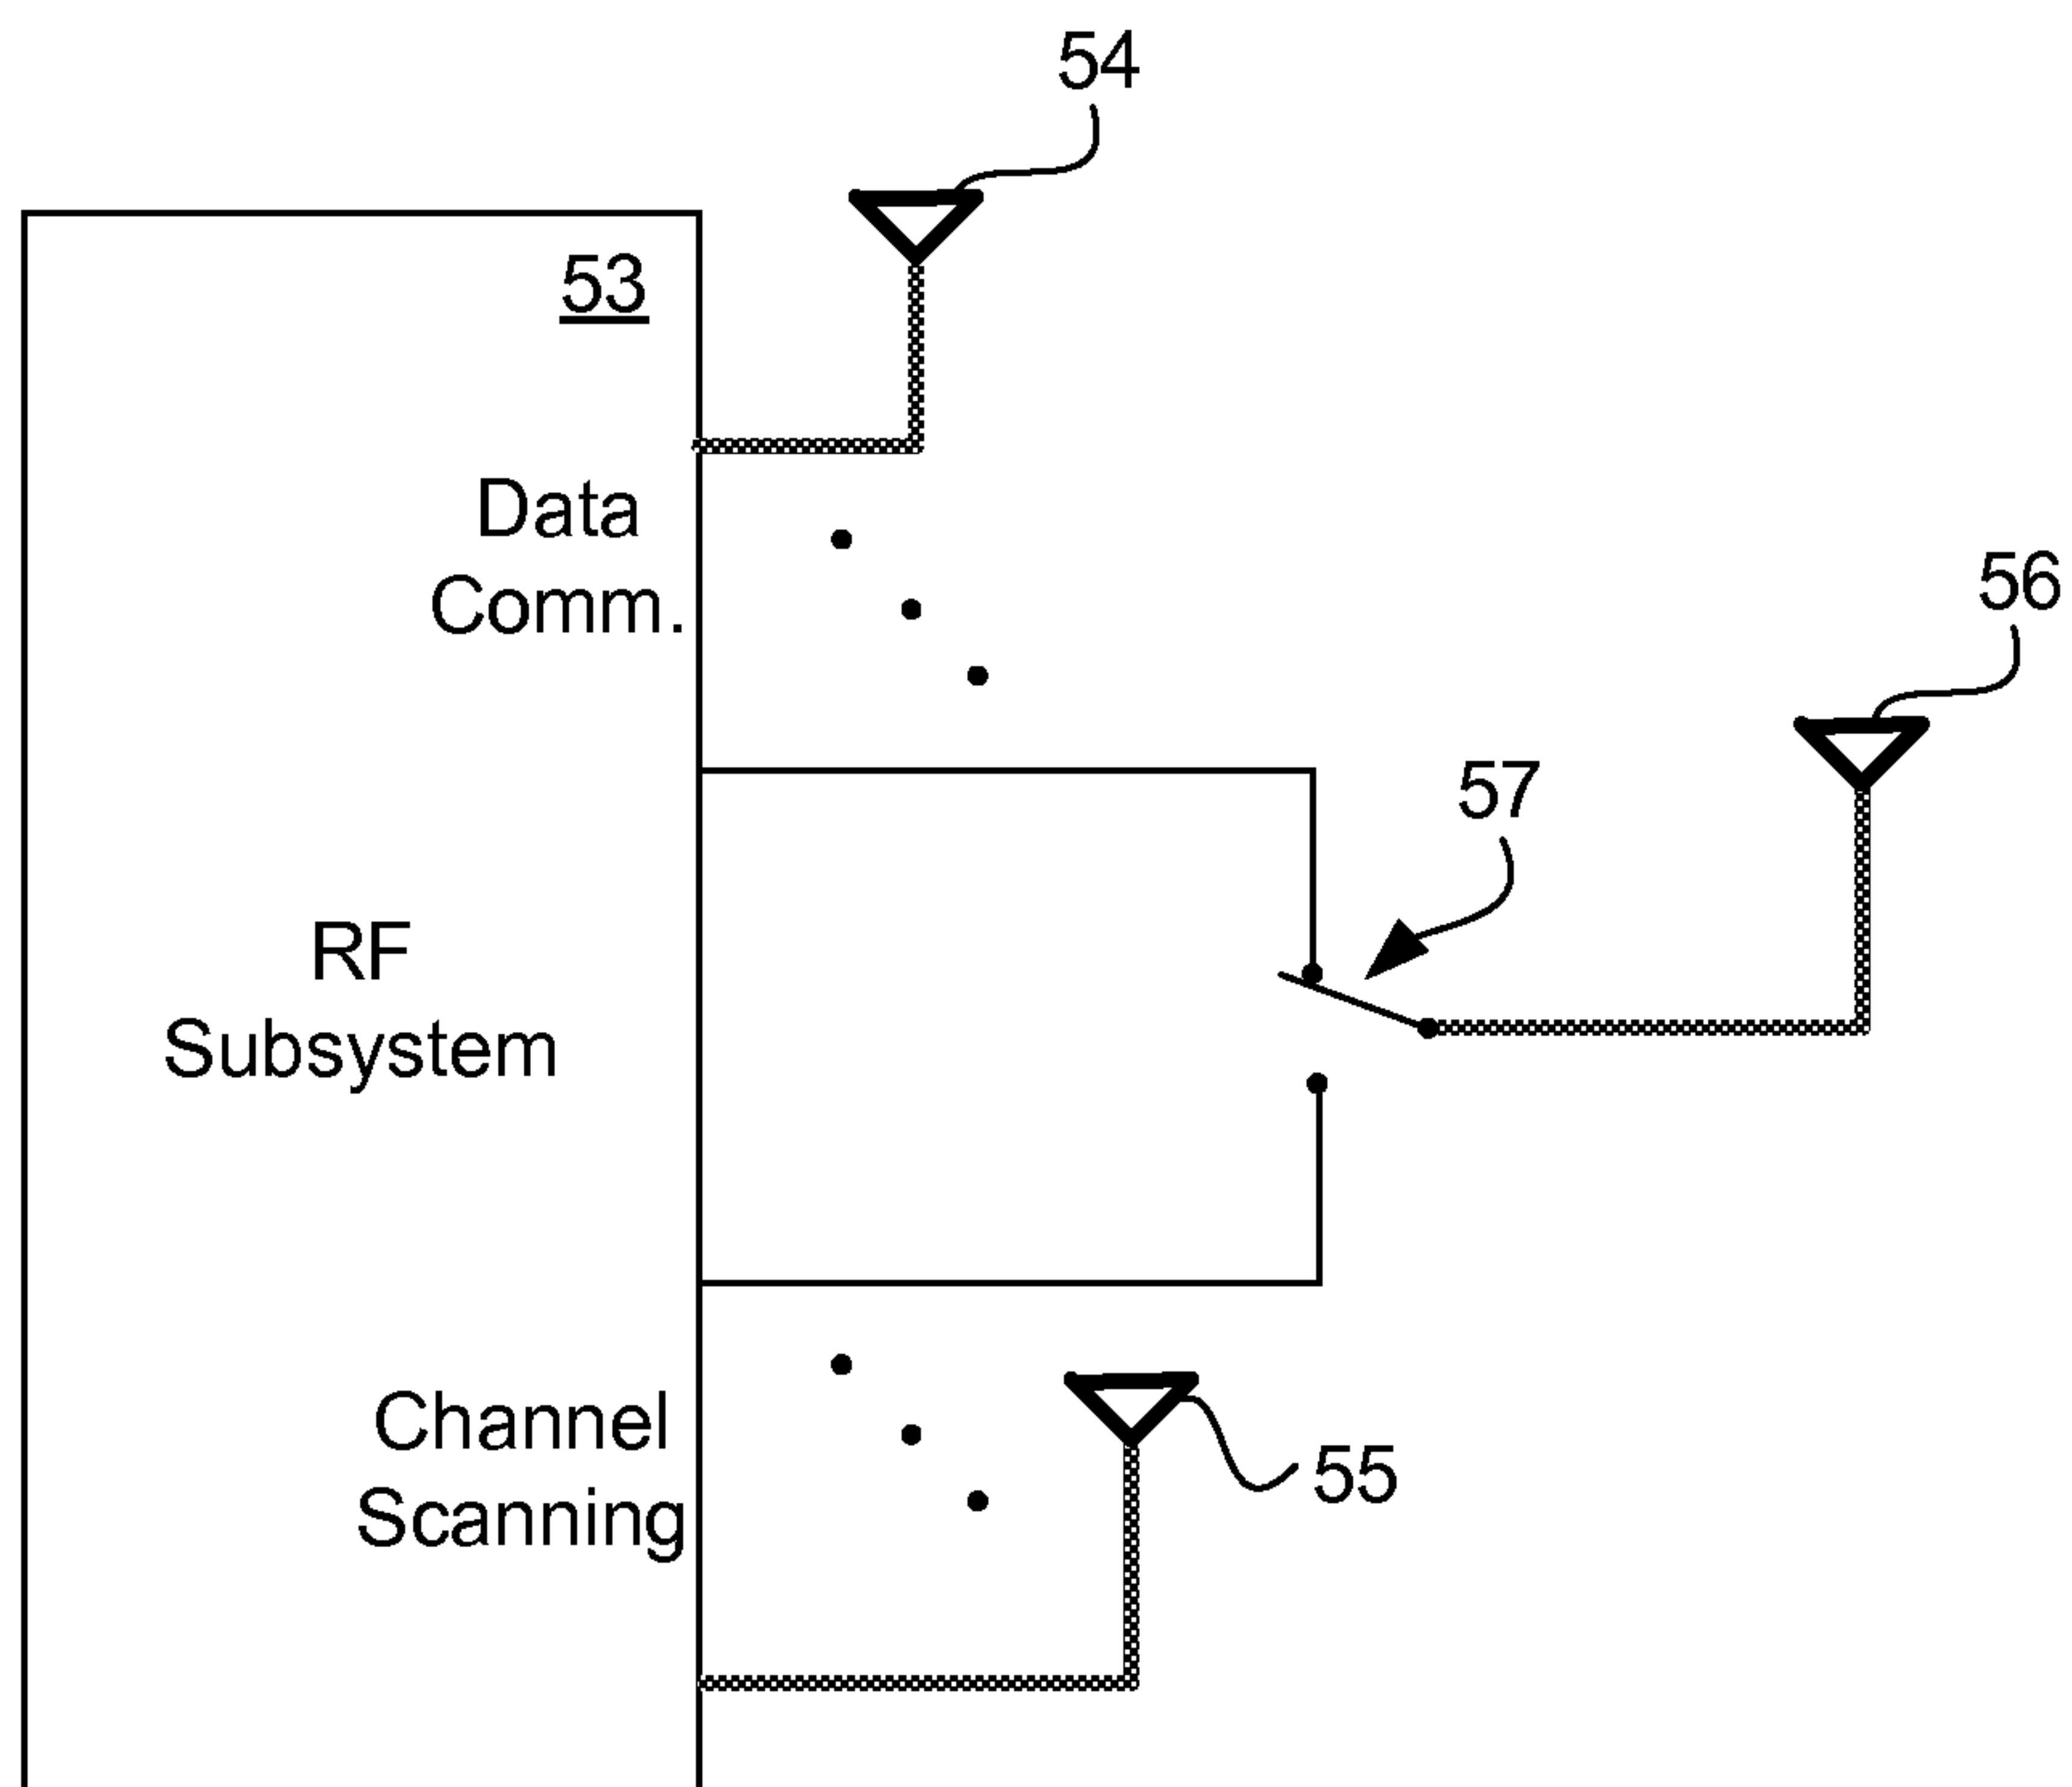 54
53
Data
Comm.
56
57
RF
Subsystem
Channel
Scanning
55